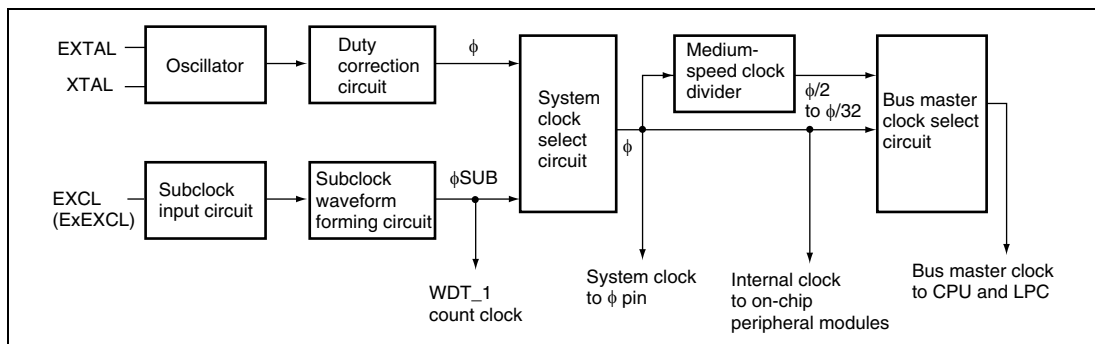 EXTAL
XTAL
Oscillator
Duty
correction
circuit
ϕ
System
clock
select
circuit
ϕ
Medium-
speed clock
divider
ϕ/2
to ϕ/32
Bus master
clock select
circuit
EXCL
(ExEXCL)
Subclock
input circuit
Subclock
waveform
forming circuit
ϕSUB
WDT_1
count clock
System clock
to ϕ pin
Internal clock
to on-chip
peripheral modules
Bus master clock
to CPU and LPC